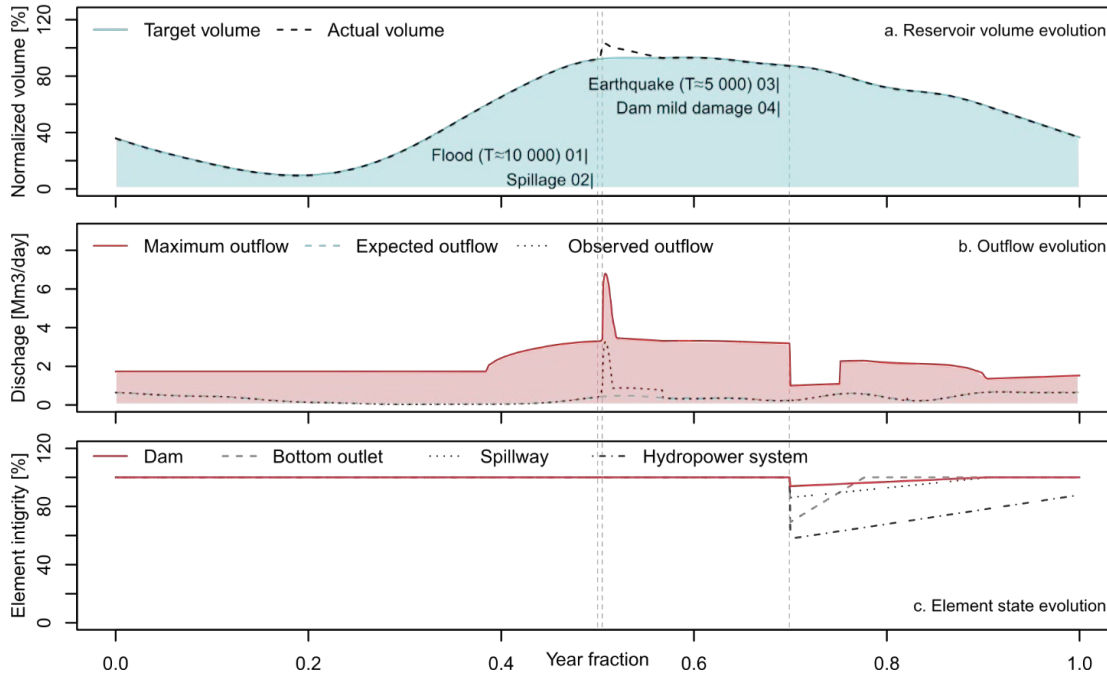 Normalized volume [%]
0
40
80
120
Target volume
Actual volume
a. Reservoir volume evolution
Earthquake (T≈5 000) 03|
Dam mild damage 04|
Flood (T≈10 000) 01|
Spillage 02|
Dischage [Mm3/day]
0
2
4
6
8
Maximum outflow
Expected outflow
Observed outflow
b. Outflow evolution
Element intigrity [%]
0
40
80
120
Dam
Bottom outlet
Spillway
Hydropower system
c. Element state evolution
0.0
0.2
0.4
0.6
0.8
1.0
Year fraction